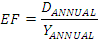 EF = D_ANNUAL / Y_ANNUAL